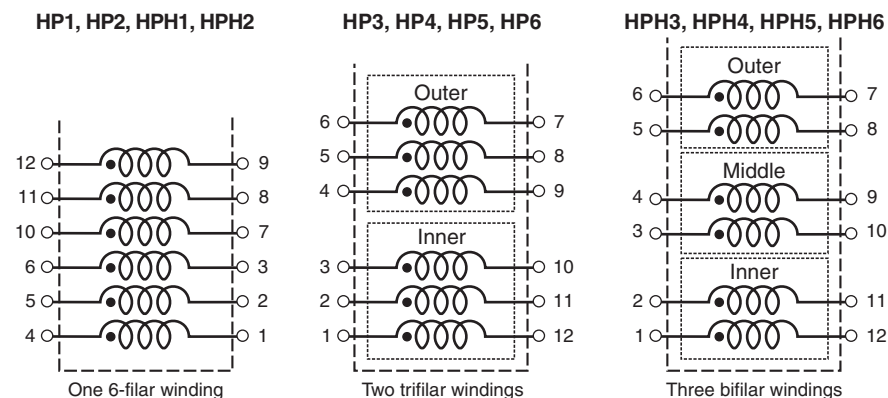 HP1, HP2, HPH1, HPH2
12 9
11 8
10 7
6 3
5 2
4 1
One 6-filar winding
HP3, HP4, HP5, HP6
Outer
6 7
5 8
4 9
Inner
3 10
2 11
1 12
Two trifilar windings
HPH3, HPH4, HPH5, HPH6
Outer
6 7
5 8
Middle
4 9
3 10
Inner
2 11
1 12
Three bifilar windings